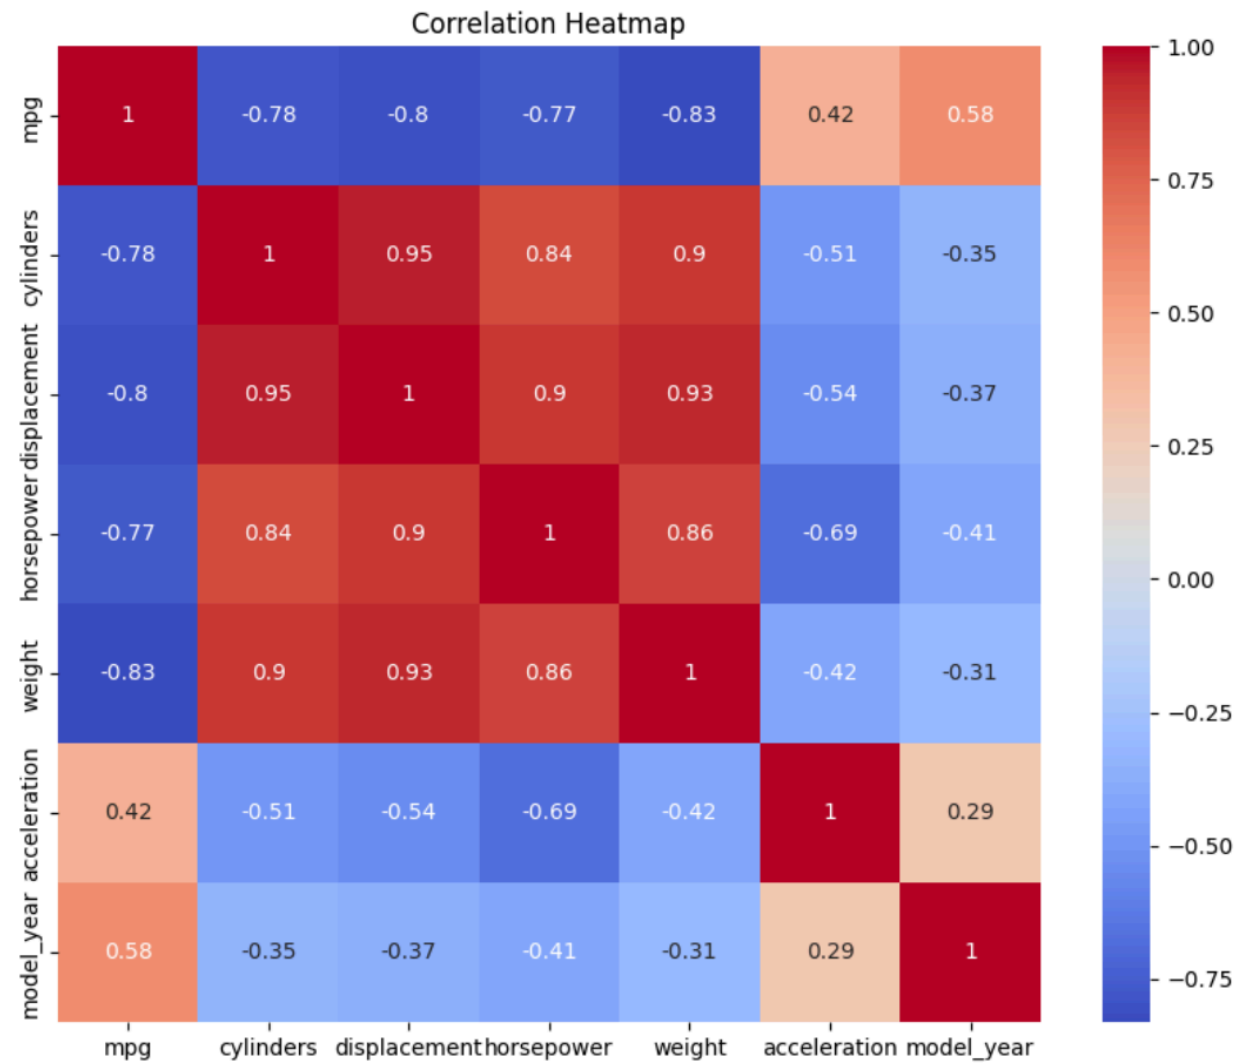 Correlation Heatmap
mpg 1 -0.78 -0.8 -0.77 -0.83 0.42 0.58
cylinders -0.78 1 0.95 0.84 0.9 -0.51 -0.35
displacement -0.8 0.95 1 0.9 0.93 -0.54 -0.37
horsepower -0.77 0.84 0.9 1 0.86 -0.69 -0.41
weight -0.83 0.9 0.93 0.86 1 -0.42 -0.31
acceleration 0.42 -0.51 -0.54 -0.69 -0.42 1 0.29
model_year 0.58 -0.35 -0.37 -0.41 -0.31 0.29 1
mpg cylinders displacement horsepower weight acceleration model_year
1.00
0.75
0.50
0.25
0.00
−0.25
−0.50
−0.75